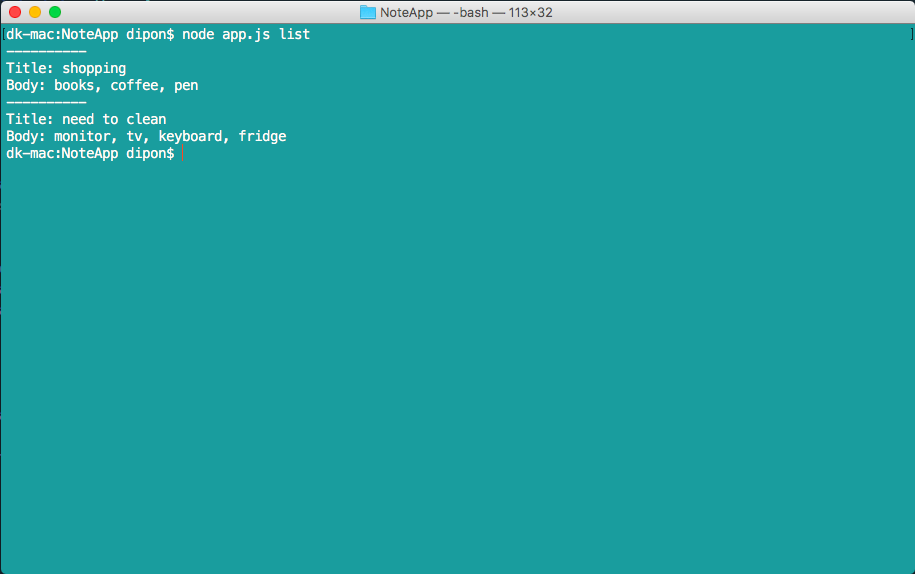 NoteApp — -bash — 113×32
[dk-mac:NoteApp dipon$ node app.js list ]
----------
Title: shopping
Body: books, coffee, pen
----------
Title: need to clean
Body: monitor, tv, keyboard, fridge
dk-mac:NoteApp dipon$